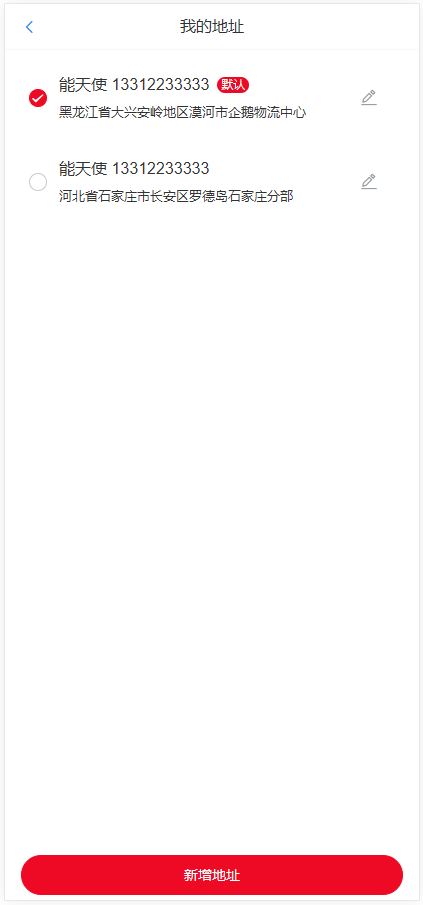 我的地址
能天使 13312233333 默认
黑龙江省大兴安岭地区漠河市企鹅物流中心
能天使 13312233333
河北省石家庄市长安区罗德岛石家庄分部
新增地址